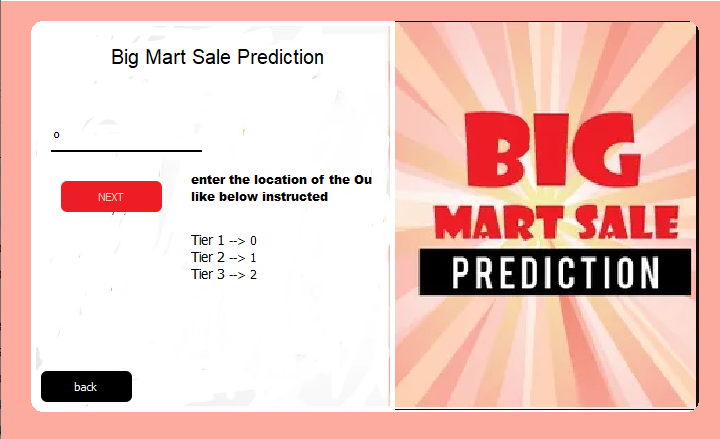 Big Mart Sale Prediction
o
NEXT
enter the location of the Ou
like below instructed
Tier 1 --> 0
Tier 2 --> 1
Tier 3 --> 2
back
BIG
MART SALE
PREDICTION